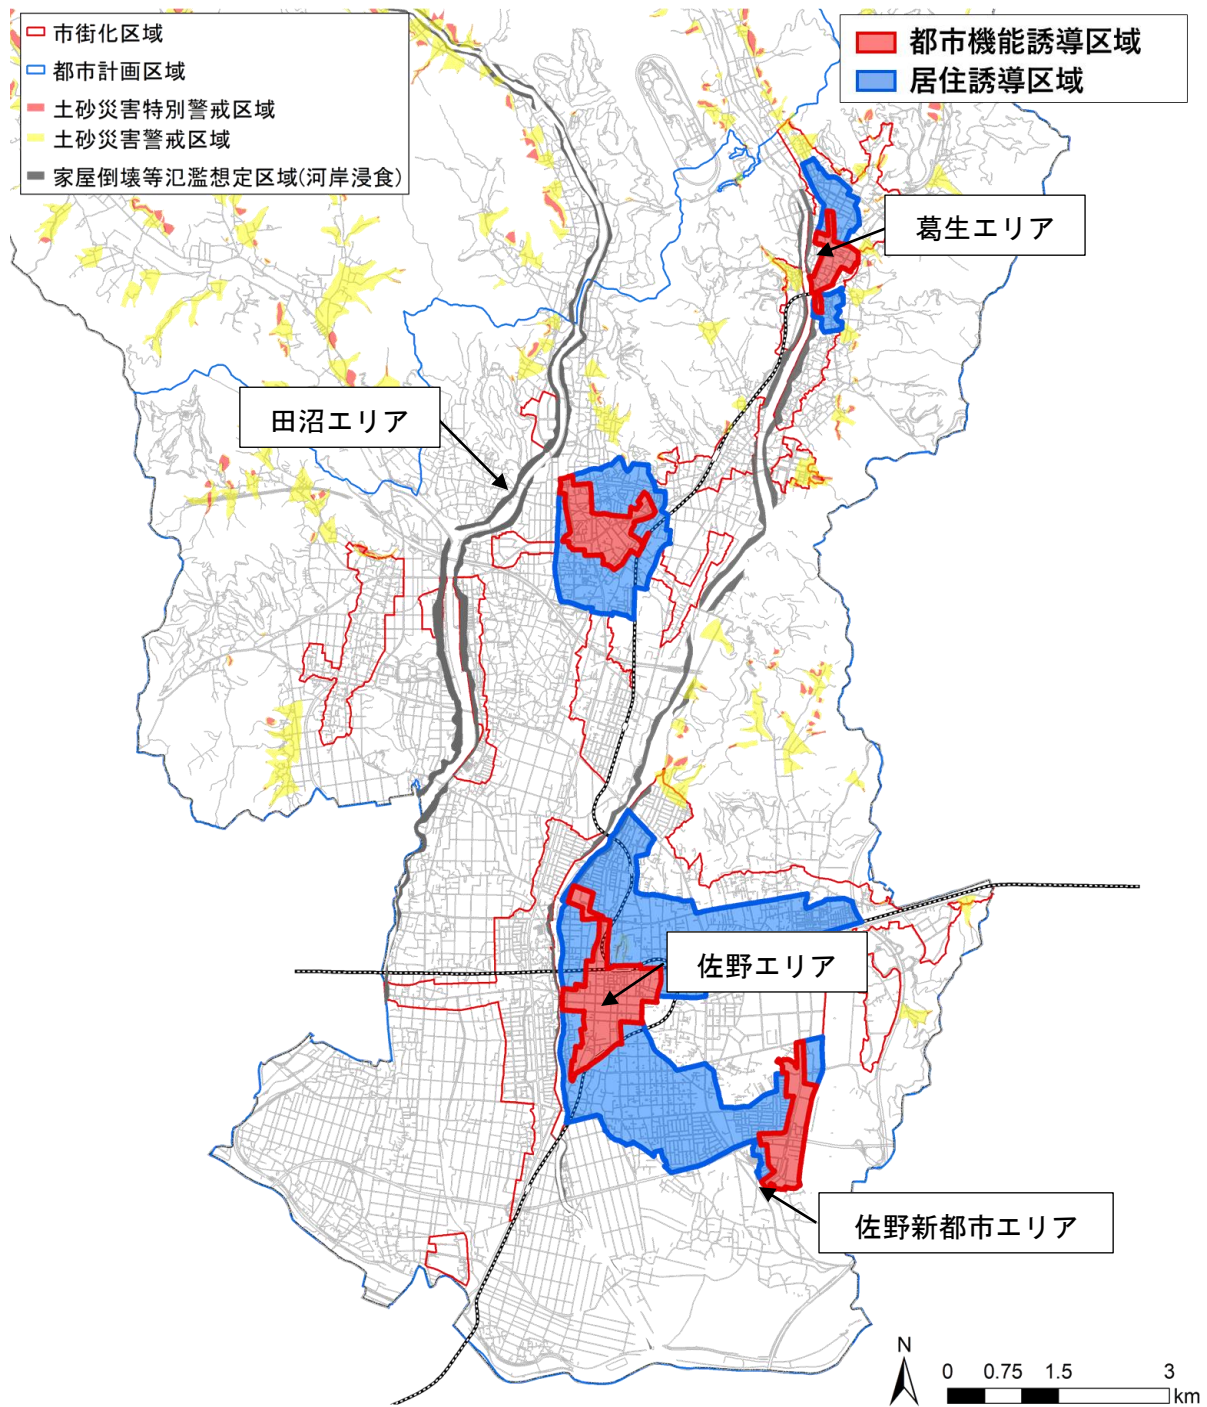 市街化区域
都市計画区域
土砂災害特別警戒区域
土砂災害警戒区域
家屋倒壊等氾濫想定区域(河岸浸食)
都市機能誘導区域
居住誘導区域
葛生エリア
田沼エリア
佐野エリア
佐野新都市エリア
N
0 0.75 1.5 3
km